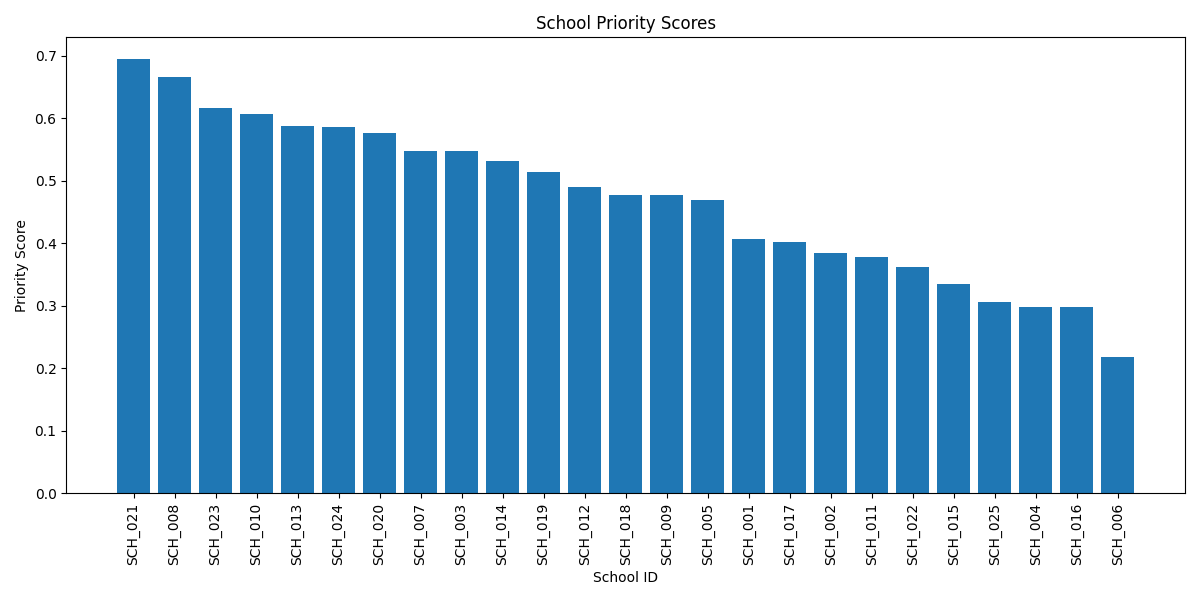 School Priority Scores
Priority Score
0.7
0.6
0.5
0.4
0.3
0.2
0.1
0.0
SCH_021
SCH_008
SCH_023
SCH_010
SCH_013
SCH_024
SCH_020
SCH_007
SCH_003
SCH_014
SCH_019
SCH_012
SCH_018
SCH_009
SCH_005
SCH_001
SCH_017
SCH_002
SCH_011
SCH_022
SCH_015
SCH_025
SCH_004
SCH_016
SCH_006
School ID